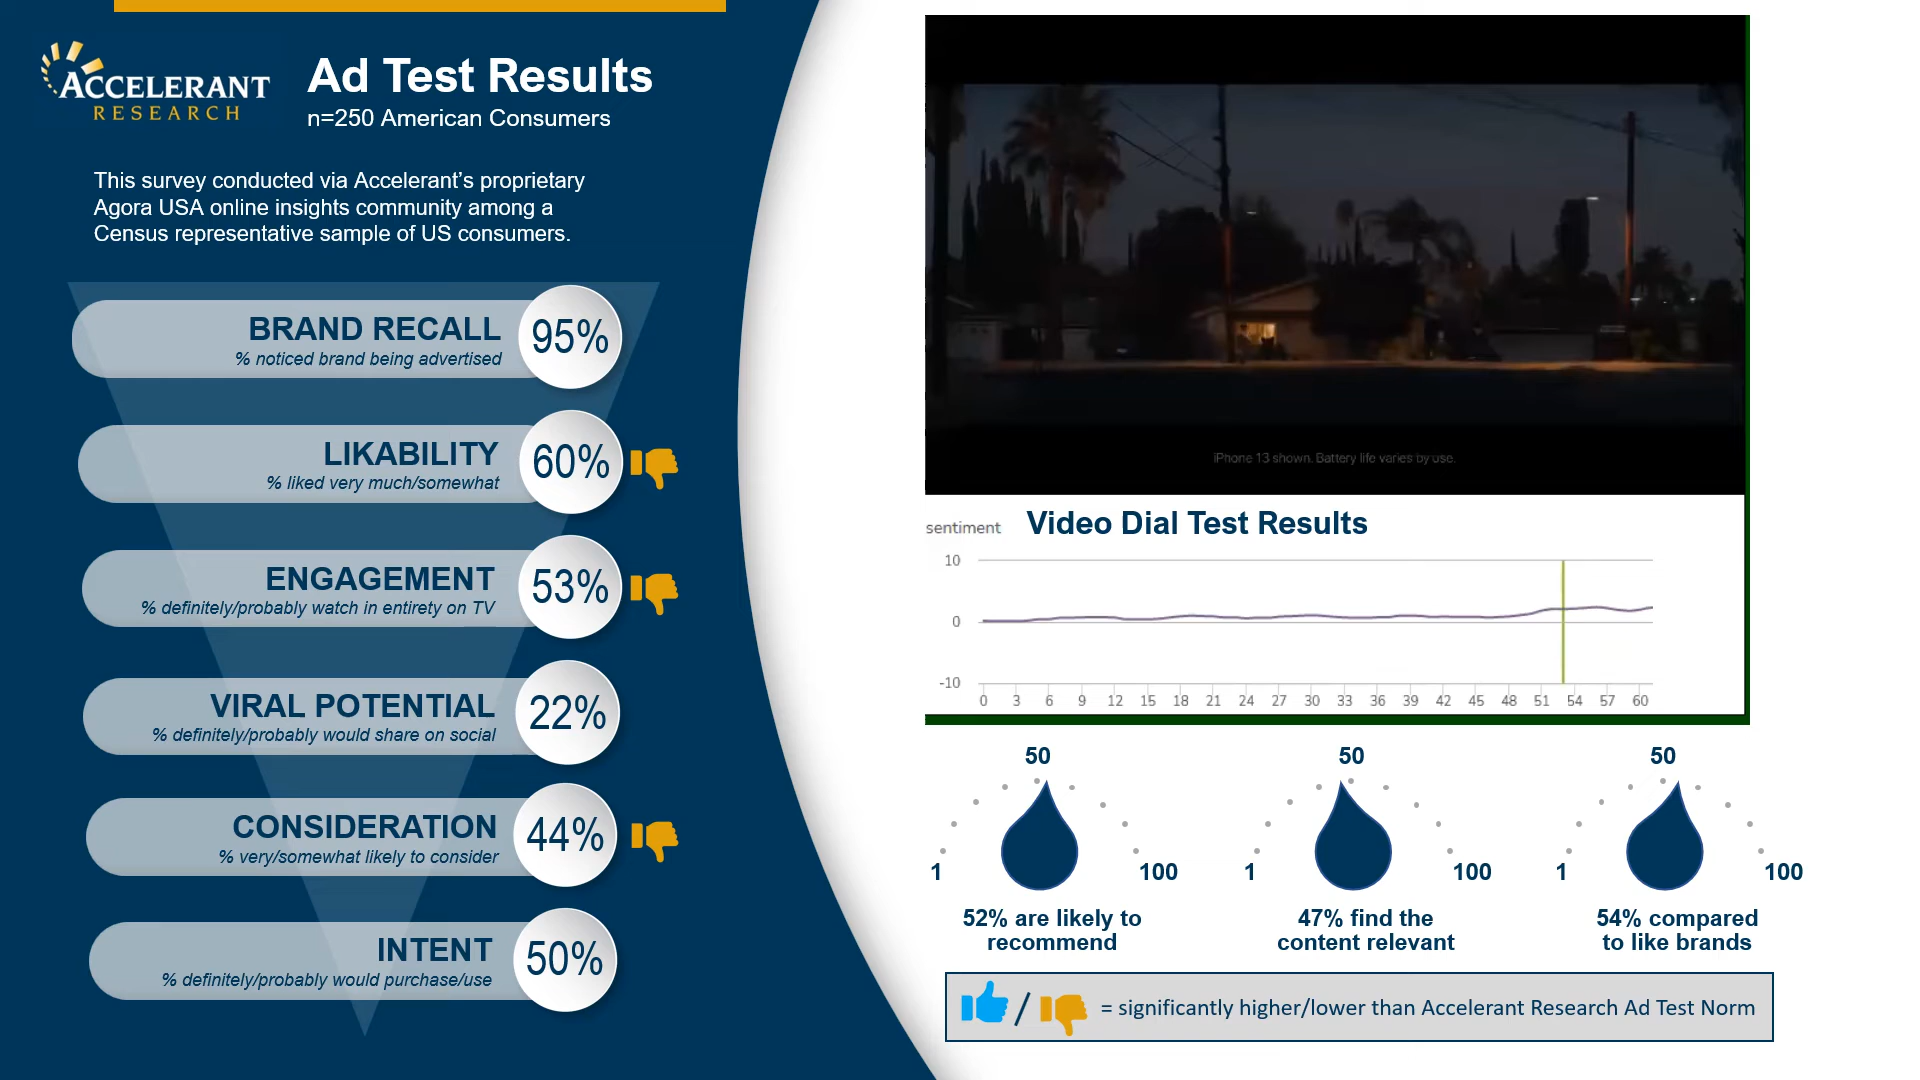 ACCELERANT
RESEARCH
Ad Test Results
n=250 American Consumers
This survey conducted via Accelerant's proprietary
Agora USA online insights community among a
Census representative sample of US consumers.
BRAND RECALL
% noticed brand being advertised
95%
LIKABILITY
% liked very much/somewhat
60%
ENGAGEMENT
% definitely/probably watch in entirety on TV
53%
VIRAL POTENTIAL
% definitely/probably would share on social
22%
CONSIDERATION
% very/somewhat likely to consider
44%
INTENT
% definitely/probably would purchase/use
50%
iPhone 13 shown. Battery life varies by use.
sentiment
Video Dial Test Results
10
0
-10
0 3 6 9 12 15 18 21 24 27 30 33 36 39 42 45 48 51 54 57 60
50
1
100
52% are likely to
recommend
50
1
100
47% find the
content relevant
50
1
100
54% compared
to like brands
/ = significantly higher/lower than Accelerant Research Ad Test Norm